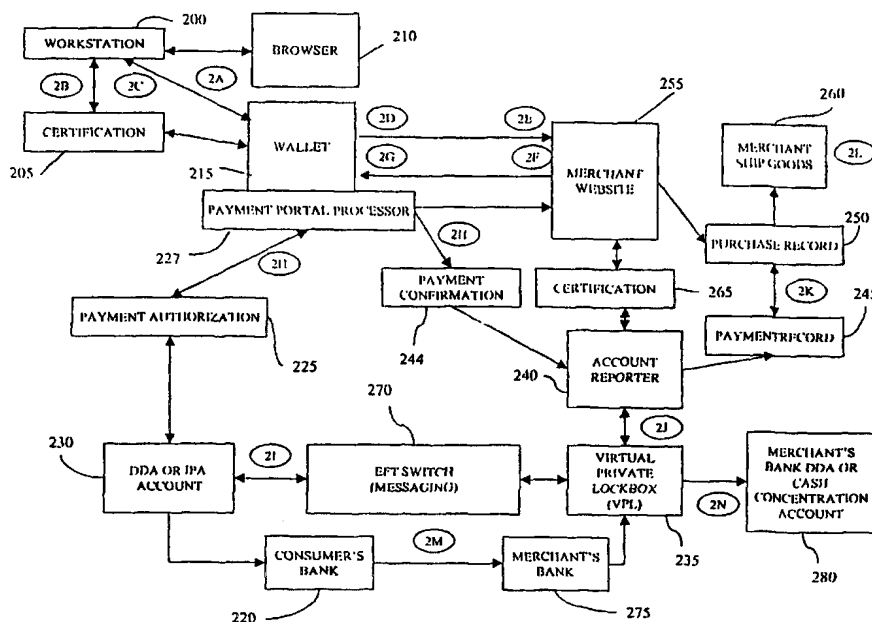 200
WORKSTATION
BROWSER
210
2B
2C
2A
255
260
CERTIFICATION
205
WALLET
215
2D
2E
2G
2F
MERCHANT
WEBSITE
MERCHANT
SHIP GOODS
2L
PAYMENT PORTAL PROCESSOR
227
2H
2H
PURCHASE RECORD
250
PAYMENT
CONFIRMATION
244
CERTIFICATION
265
2K
PAYMENT AUTHORIZATION
225
PAYMENTRECORD
245
ACCOUNT
REPORTER
240
270
230
2J
DDA OR IPA
ACCOUNT
2I
EFT SWITCH
(MESSAGING)
VIRTUAL
PRIVATE
LOCKBOX
(VPL)
235
2N
MERCHANT'S
BANK DDA OR
CASH
CONCENTRATION
ACCOUNT
280
CONSUMER'S
BANK
220
2M
MERCHANT'S
BANK
275